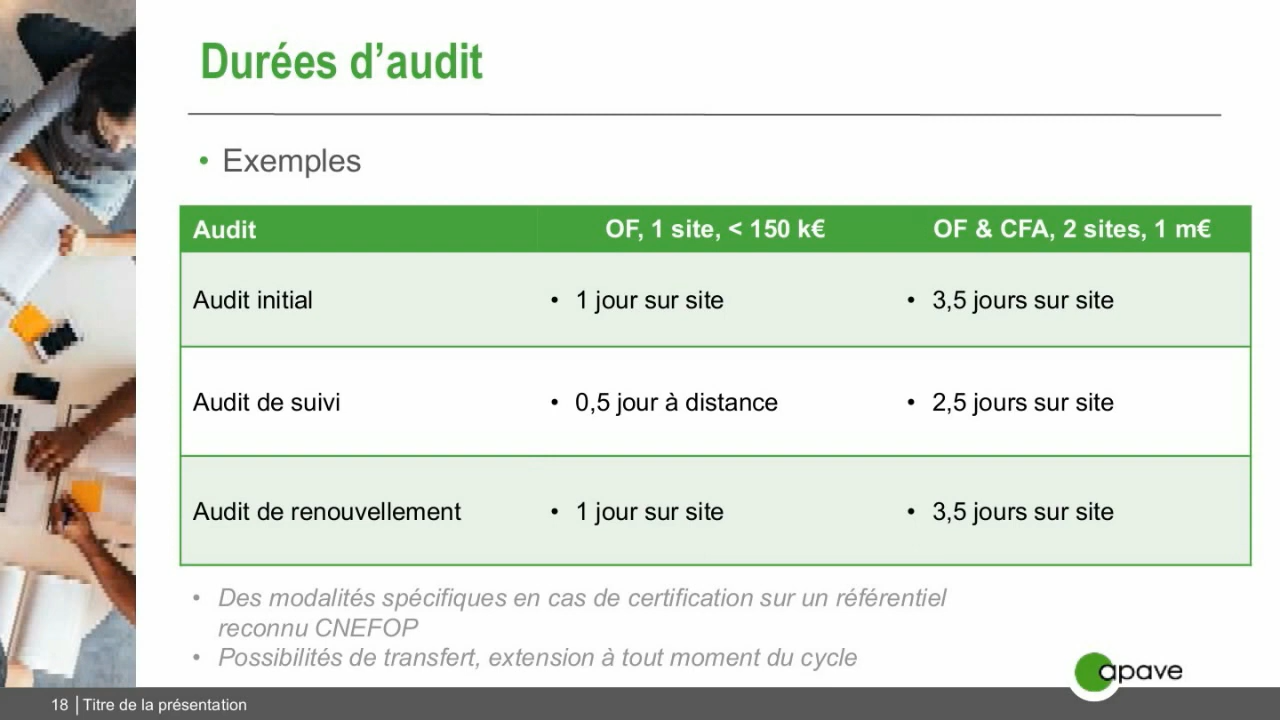 Durées d’audit
• Exemples
Audit OF, 1 site, < 150 k€ OF & CFA, 2 sites, 1 m€
Audit initial • 1 jour sur site • 3,5 jours sur site
Audit de suivi • 0,5 jour à distance • 2,5 jours sur site
Audit de renouvellement • 1 jour sur site • 3,5 jours sur site
• Des modalités spécifiques en cas de certification sur un référentiel
reconnu CNEFOP
• Possibilités de transfert, extension à tout moment du cycle
apave
18 | Titre de la présentation